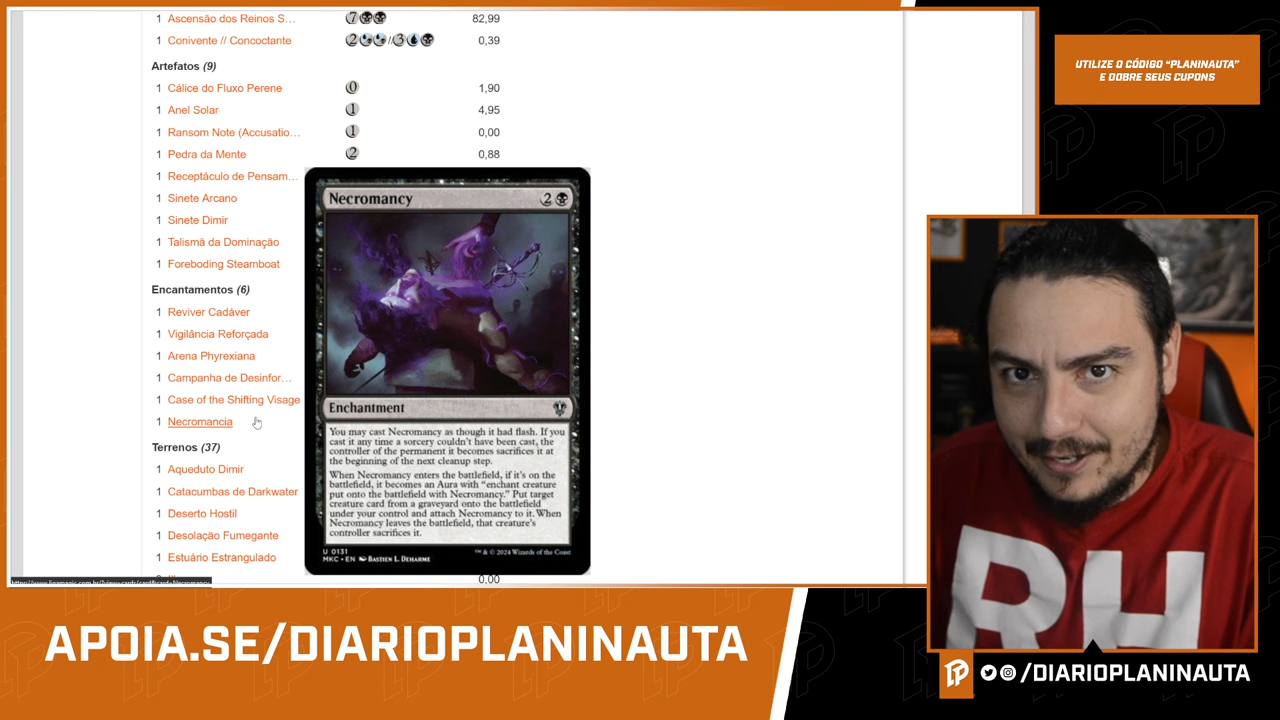 1 Ascensão dos Reinos S… 7 82,99
1 Conivente // Concoctante 2 // 3 0,39
Artefatos (9)
1 Cálice do Fluxo Perene 0 1,90
1 Anel Solar 1 4,95
1 Ransom Note (Accusatio… 1 0,00
1 Pedra da Mente 2 0,88
1 Receptáculo de Pensam…
1 Sinete Arcano
1 Sinete Dimir
1 Talismã da Dominação
1 Foreboding Steamboat
Encantamentos (6)
1 Reviver Cadáver
1 Vigilância Reforçada
1 Arena Phyrexiana
1 Campanha de Desinfor…
1 Case of the Shifting Visage
1 Necromancia
Terrenos (37)
1 Aqueduto Dimir
1 Catacumbas de Darkwater
1 Deserto Hostil
1 Desolação Fumegante
1 Estuário Estrangulado
0,00
Necromancy 2
Enchantment
You may cast Necromancy as though it had flash. If you
cast it any time a sorcery couldn't have been cast, the
controller of the permanent it becomes sacrifices it at
the beginning of the next cleanup step.
When Necromancy enters the battlefield, if it's on the
battlefield, it becomes an Aura with "enchant creature
put onto the battlefield with Necromancy." Put target
creature card from a graveyard onto the battlefield
under your control and attach Necromancy to it. When
Necromancy leaves the battlefield, that creature's
controller sacrifices it.
U 0131
MKC • EN Bastien L. Deharme
™ & © 2024 Wizards of the Coast
UTILIZE O CÓDIGO "PLANINAUTA"
E DOBRE SEUS CUPONS
RH
APOIA.SE/DIARIOPLANINAUTA
/DIARIOPLANINAUTA